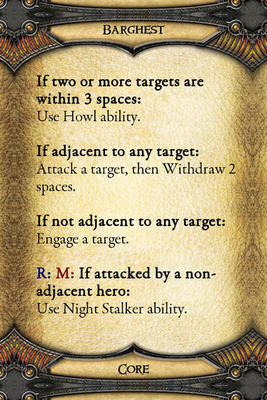 Barghest
If two or more targets are
within 3 spaces:
Use Howl ability.
If adjacent to any target:
Attack a target, then Withdraw 2
spaces.
If not adjacent to any target:
Engage a target.
R: M: If attacked by a non-
adjacent hero:
Use Night Stalker ability.
Core